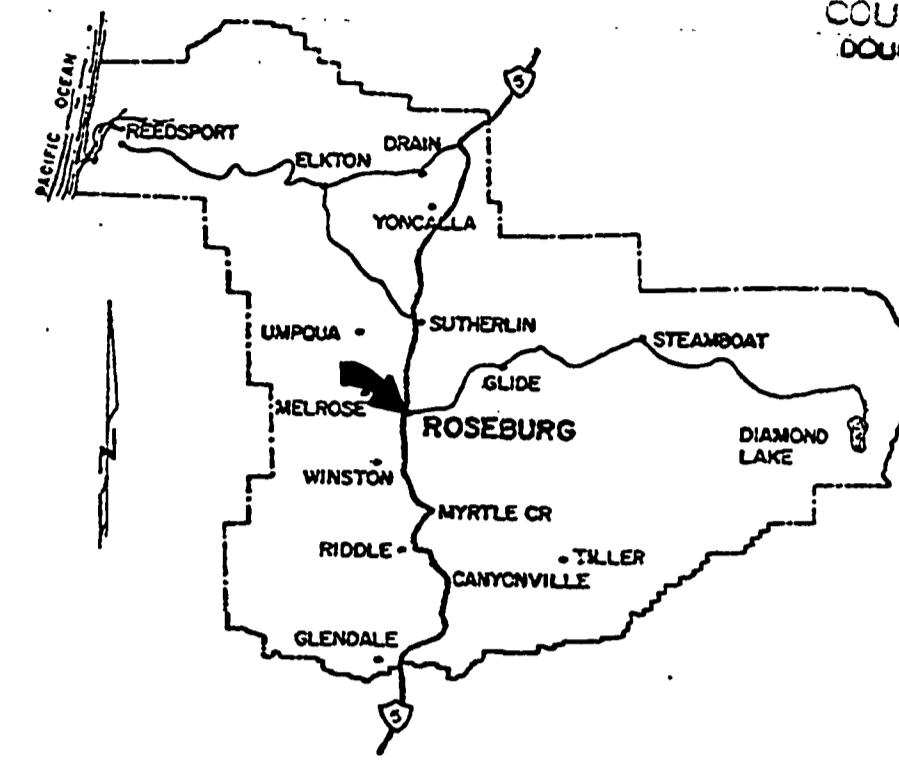 COU
DOU
5
PACIFIC OCEAN
REEDSPORT
DRAIN
ELKTON
YONCALLA
UMPQUA
SUTHERLIN
STEAMBOAT
GLIDE
MELROSE
ROSEBURG
DIAMOND
LAKE
WINSTON
MYRTLE CR
RIDDLE
TILLER
CANYONVILLE
GLENDALE
5